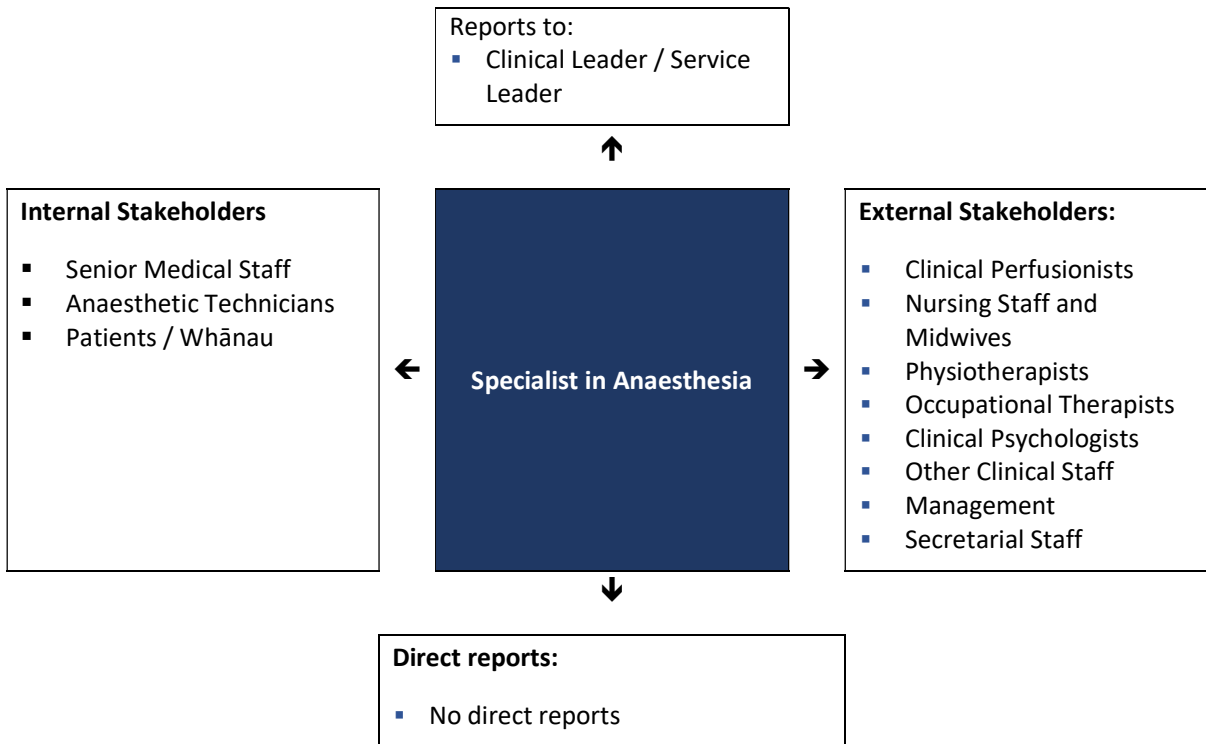 Reports to:
▪ Clinical Leader / Service
Leader
Internal Stakeholders
▪ Senior Medical Staff
▪ Anaesthetic Technicians
▪ Patients / Whānau
Specialist in Anaesthesia
External Stakeholders:
▪ Clinical Perfusionists
▪ Nursing Staff and
Midwives
▪ Physiotherapists
▪ Occupational Therapists
▪ Clinical Psychologists
▪ Other Clinical Staff
▪ Management
▪ Secretarial Staff
Direct reports:
▪ No direct reports